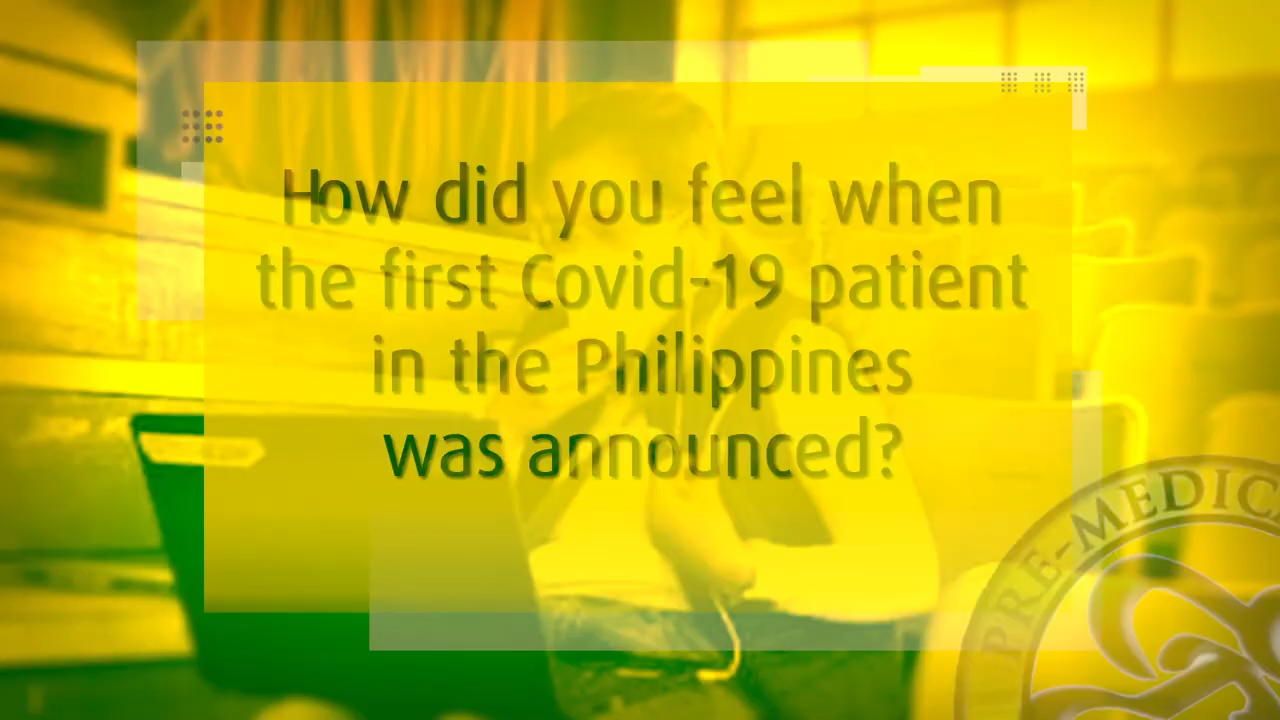 How did you feel when
the first Covid-19 patient
in the Philippines
was announced?
PRE-MEDIC